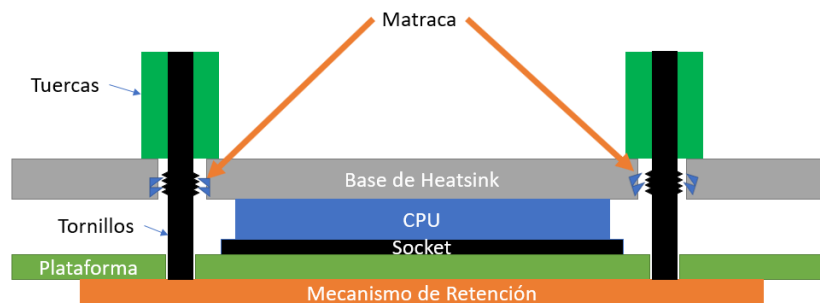 Matraca
Tuercas
Base de Heatsink
CPU
Tornillos
Socket
Plataforma
Mecanismo de Retención